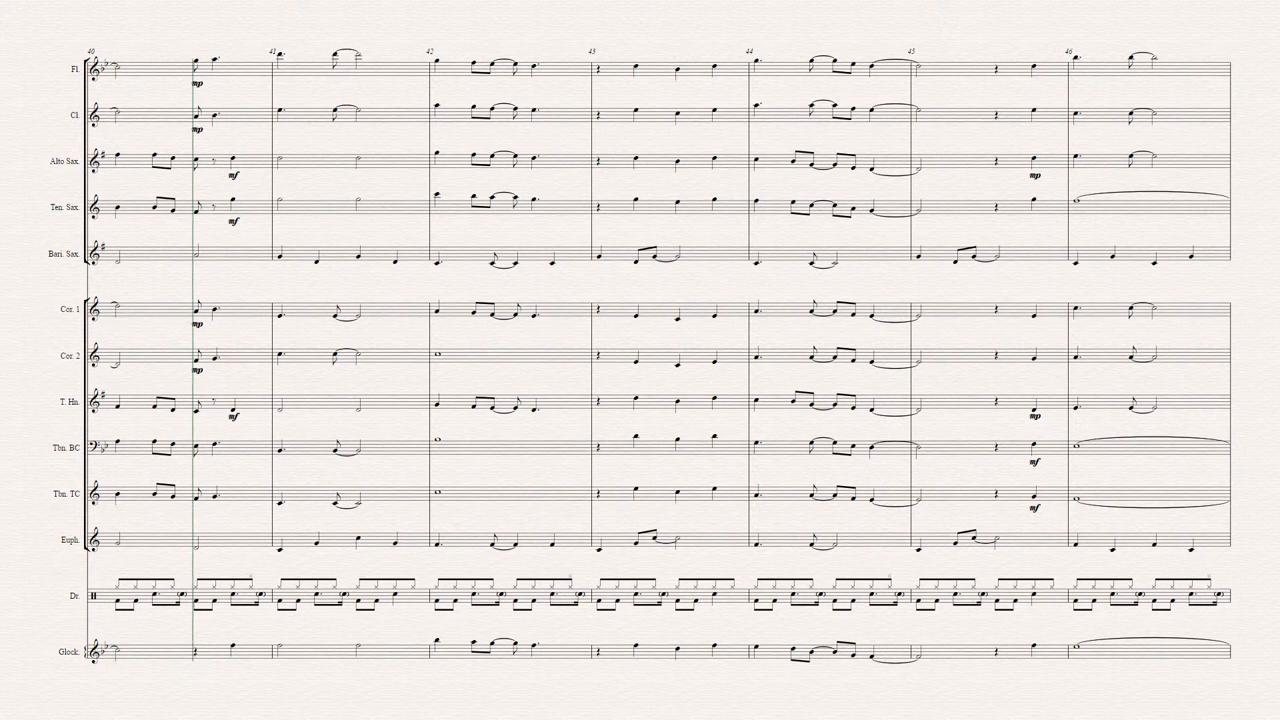 40 41 42 43 44 45 46
Fl.
mp
Cl.
mp
Alto Sax.
mf mp
Ten. Sax.
mf
Bari. Sax.
Cor. 1
mp
Cor. 2
mp
T. Hn.
mf mp
Tbn. BC
mf
Tbn. TC
mf
Euph.
Dr.
Glock.